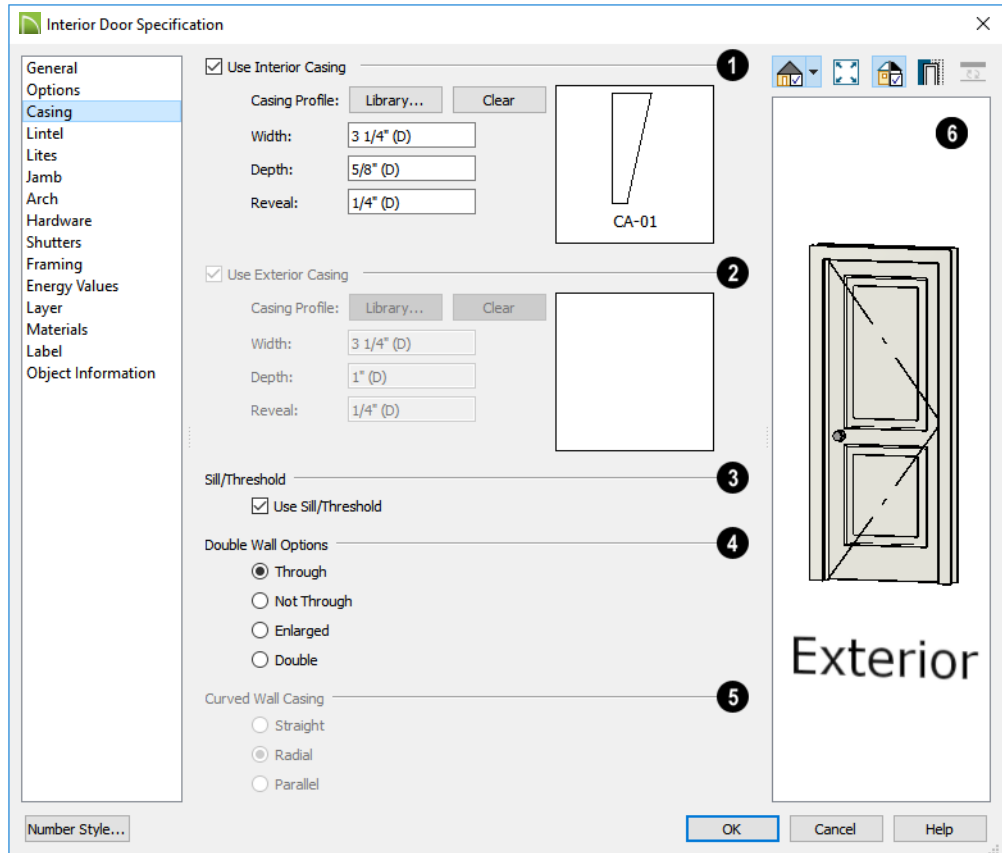 Interior Door Specification
General
Options
Casing
Lintel
Lites
Jamb
Arch
Hardware
Shutters
Framing
Energy Values
Layer
Materials
Label
Object Information
Use Interior Casing 1
Casing Profile: Library... Clear
Width: 3 1/4" (D)
Depth: 5/8" (D)
Reveal: 1/4" (D)
CA-01
Use Exterior Casing 2
Casing Profile: Library... Clear
Width: 3 1/4" (D)
Depth: 1" (D)
Reveal: 1/4" (D)
Sill/Threshold 3
Use Sill/Threshold
Double Wall Options 4
Through
Not Through
Enlarged
Double
Curved Wall Casing 5
Straight
Radial
Parallel
6
Exterior
Number Style... OK Cancel Help